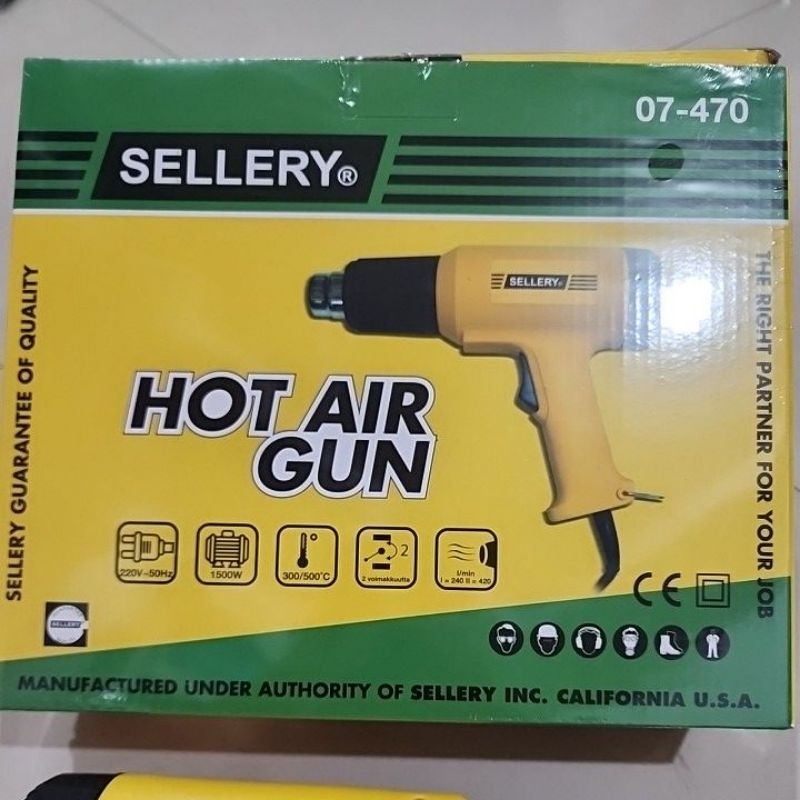 07-470
SELLERY®
SELLERY®
SELLERY GUARANTEE OF QUALITY
THE RIGHT PARTNER FOR YOUR JOB
HOT AIR
GUN
220V~50Hz
1500W
300/500°C
2
2 voimakkuutta
l/min
I = 240 II = 420
CE
SELLERY
MANUFACTURED UNDER AUTHORITY OF SELLERY INC. CALIFORNIA U.S.A.